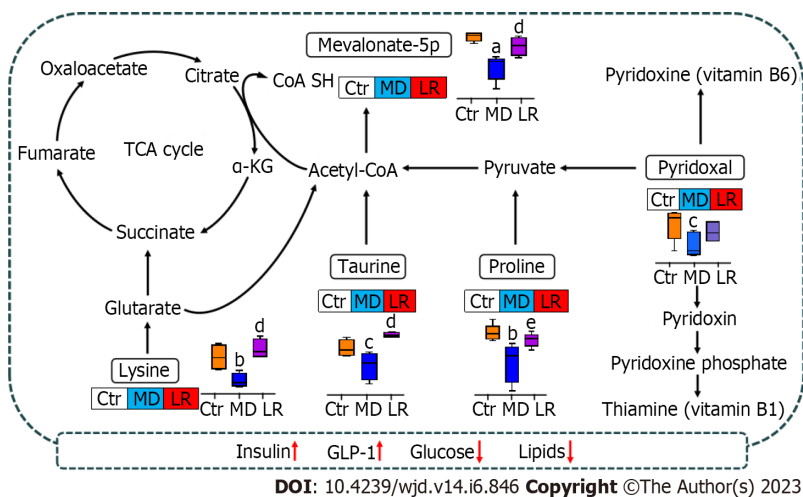 Mevalonate-5p
a
d
Ctr MD LR
Ctr MD LR
Oxaloacetate
Citrate
CoA SH
Pyridoxine (vitamin B6)
Fumarate
TCA cycle
α-KG
Acetyl-CoA
Pyruvate
Pyridoxal
Ctr MD LR
c
Ctr MD LR
Succinate
Taurine
Ctr MD LR
c
d
Ctr MD LR
Proline
Ctr MD LR
b
e
Ctr MD LR
Glutarate
Lysine
Ctr MD LR
b
d
Ctr MD LR
Pyridoxin
Pyridoxine phosphate
Thiamine (vitamin B1)
Insulin↑ GLP-1↑ Glucose↓ Lipids↓
DOI: 10.4239/wjd.v14.i6.846 Copyright ©The Author(s) 2023